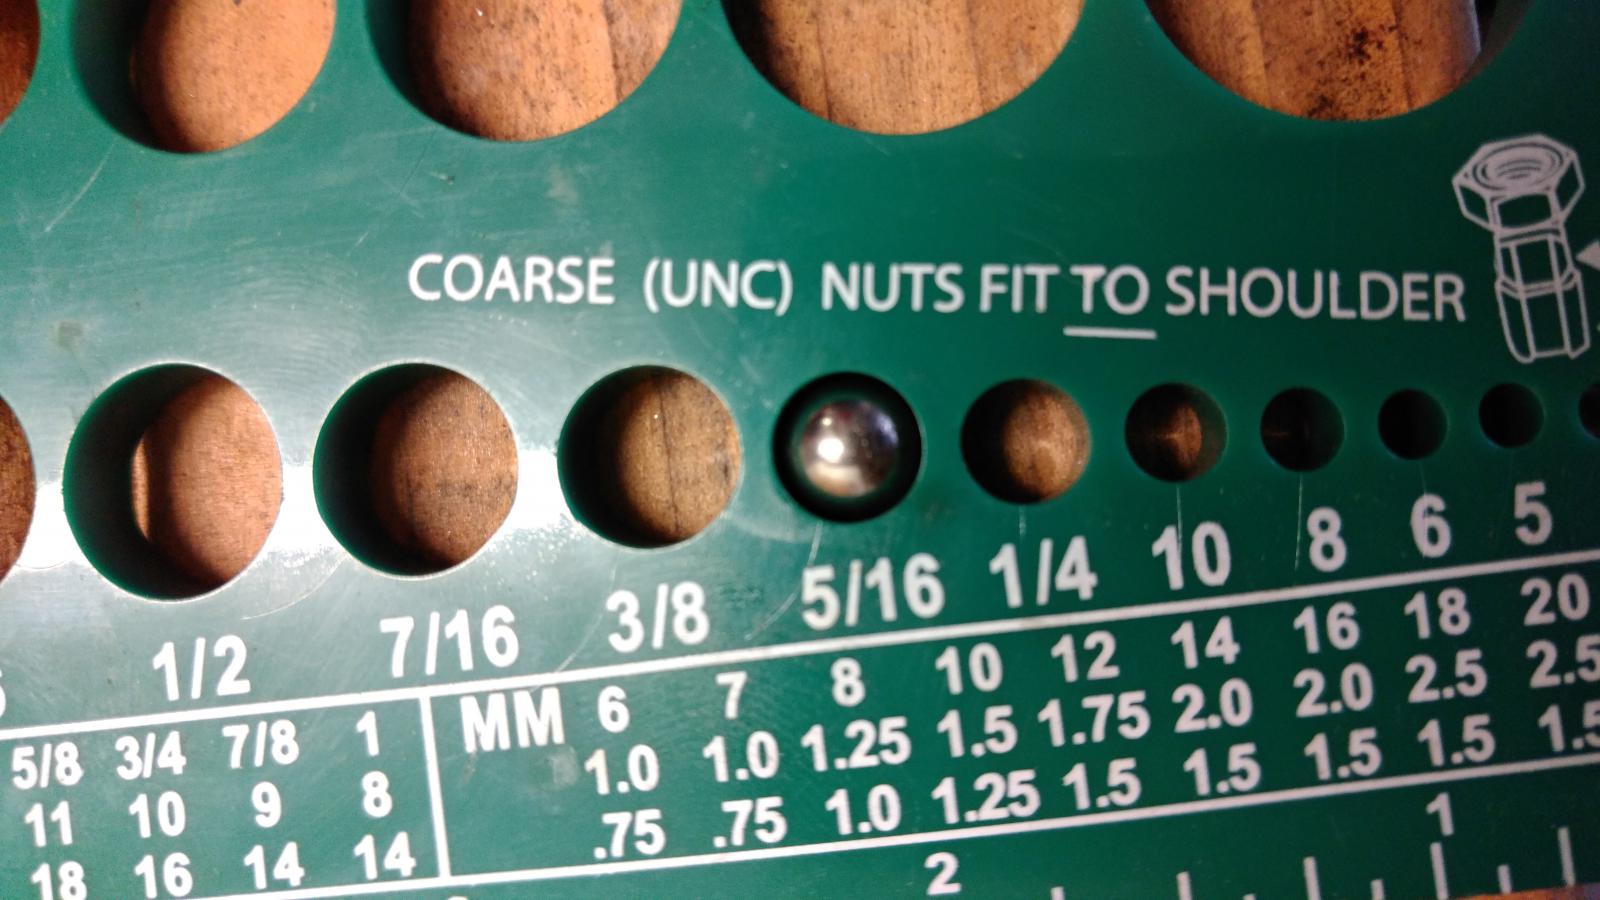 COARSE (UNC) NUTS FIT TO SHOULDER
1/2 7/16 3/8 5/16 1/4 10 8 6 5
5/8 3/4 7/8 1
11 10 9 8
18 16 14 14
MM 6 7 8 10 12 14 16 18 20
1.0 1.0 1.25 1.5 1.75 2.0 2.0 2.5 2.5
.75 .75 1.0 1.25 1.5 1.5 1.5 1.5 1.5
2 1